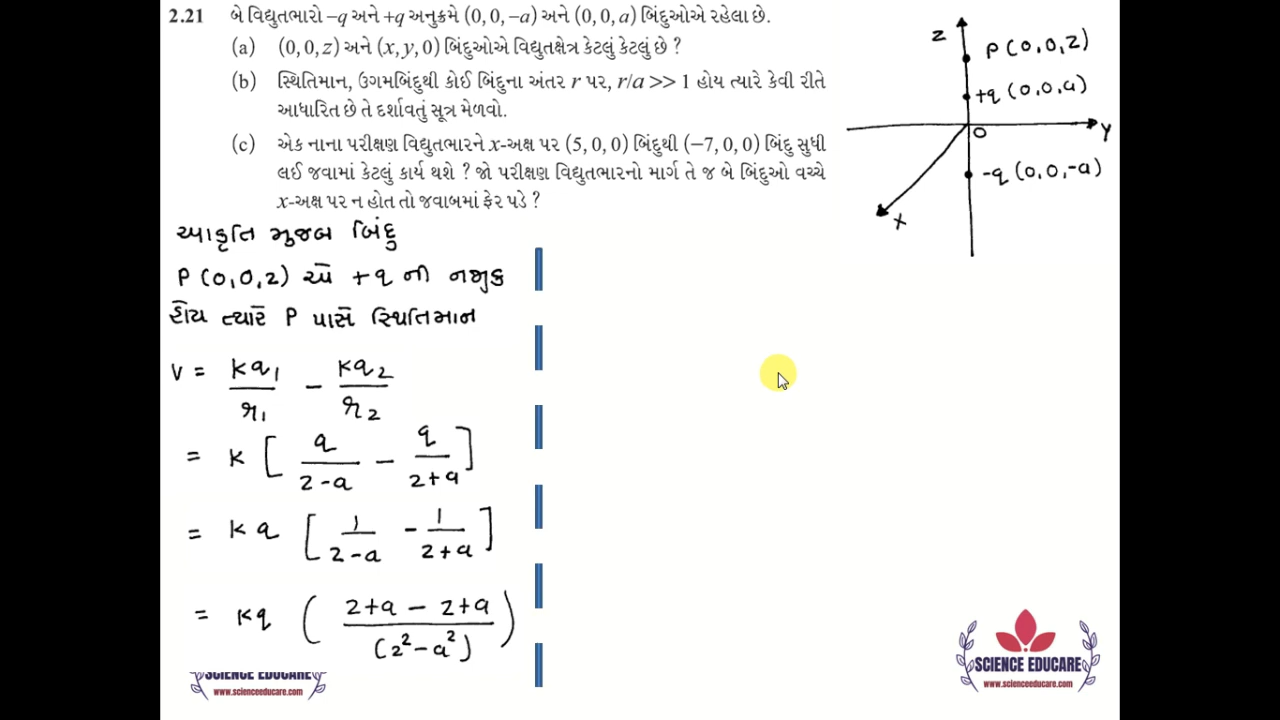 2.21 બે વિદ્યુતભારો –q અને +q અનુક્રમે (0, 0, –a) અને (0, 0, a) બિંદુઓએ રહેલા છે.
(a) (0, 0, z) અને (x, y, 0) બિંદુઓએ વિદ્યુતક્ષેત્ર કેટલું કેટલું છે ?
(b) સ્થિતિમાન, ઉગમબિંદુથી કોઈ બિંદુના અંતર r પર, r/a >> 1 હોય ત્યારે કેવી રીતે
આધારિત છે તે દર્શાવતું સૂત્ર મેળવો.
(c) એક નાના પરીક્ષણ વિદ્યુતભારને x-અક્ષ પર (5, 0, 0) બિંદુથી (–7, 0, 0) બિંદુ સુધી
લઈ જવામાં કેટલું કાર્ય થશે ? જો પરીક્ષણ વિદ્યુતભારનો માર્ગ તે જ બે બિંદુઓ વચ્ચે
x-અક્ષ પર ન હોત તો જવાબમાં ફેર પડે ?
z
P (0,0,z)
+q (0,0,a)
O
y
-q (0,0,-a)
x
આકૃતિ મુજબ બિંદુ
P (0,0,z) એ +q ની નજીક
હોય ત્યારે P પાસે સ્થિતિમાન
V = kq₁/r₁ - kq₂/r₂
= k [ q/z-a - q/z+a ]
= kq [ 1/z-a - 1/z+a ]
= kq ( z+a - z+a / (z²-a²) )
SCIENCE EDUCARE
www.scienceeducare.com
SCIENCE EDUCARE
www.scienceeducare.com